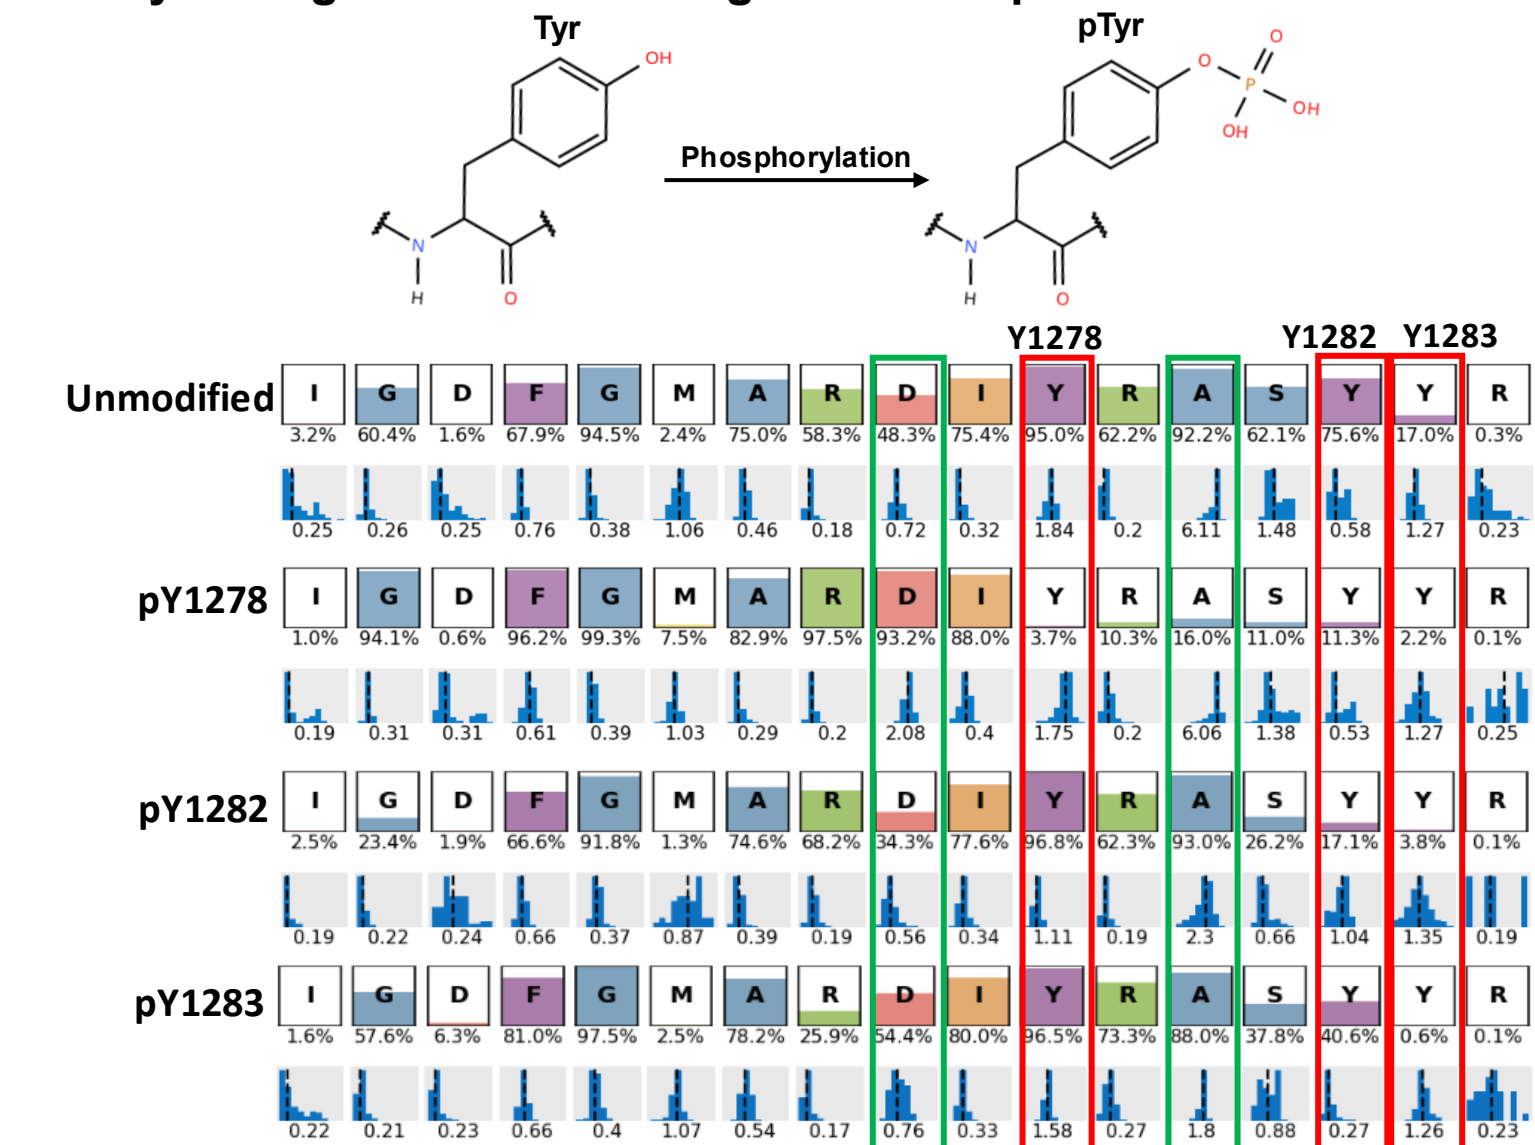 Tyr
pTyr
OH
O
O
P
OH
OH
Phosphorylation
N
H
O
N
H
O
Y1278 Y1282 Y1283
Unmodified I G D F G M A R D I Y R A S Y Y R
3.2% 60.4% 1.6% 67.9% 94.5% 2.4% 75.0% 58.3% 48.3% 75.4% 95.0% 62.2% 92.2% 62.1% 75.6% 17.0% 0.3%
0.25 0.26 0.25 0.76 0.38 1.06 0.46 0.18 0.72 0.32 1.84 0.2 6.11 1.48 0.58 1.27 0.23
pY1278 I G D F G M A R D I Y R A S Y Y R
1.0% 94.1% 0.6% 96.2% 99.3% 7.5% 82.9% 97.5% 93.2% 88.0% 3.7% 10.3% 16.0% 11.0% 11.3% 2.2% 0.1%
0.19 0.31 0.31 0.61 0.39 1.03 0.29 0.2 2.08 0.4 1.75 0.2 6.06 1.38 0.53 1.27 0.25
pY1282 I G D F G M A R D I Y R A S Y Y R
2.5% 23.4% 1.9% 66.6% 91.8% 1.3% 74.6% 68.2% 34.3% 77.6% 96.8% 62.3% 93.0% 26.2% 17.1% 3.8% 0.1%
0.19 0.22 0.24 0.66 0.37 0.87 0.39 0.19 0.56 0.34 1.11 0.19 2.3 0.66 1.04 1.35 0.19
pY1283 I G D F G M A R D I Y R A S Y Y R
1.6% 57.6% 6.3% 81.0% 97.5% 2.5% 78.2% 25.9% 54.4% 80.0% 96.5% 73.3% 88.0% 37.8% 40.6% 0.6% 0.1%
0.22 0.21 0.23 0.66 0.4 1.07 0.54 0.17 0.76 0.33 1.58 0.27 1.8 0.88 0.27 1.26 0.23